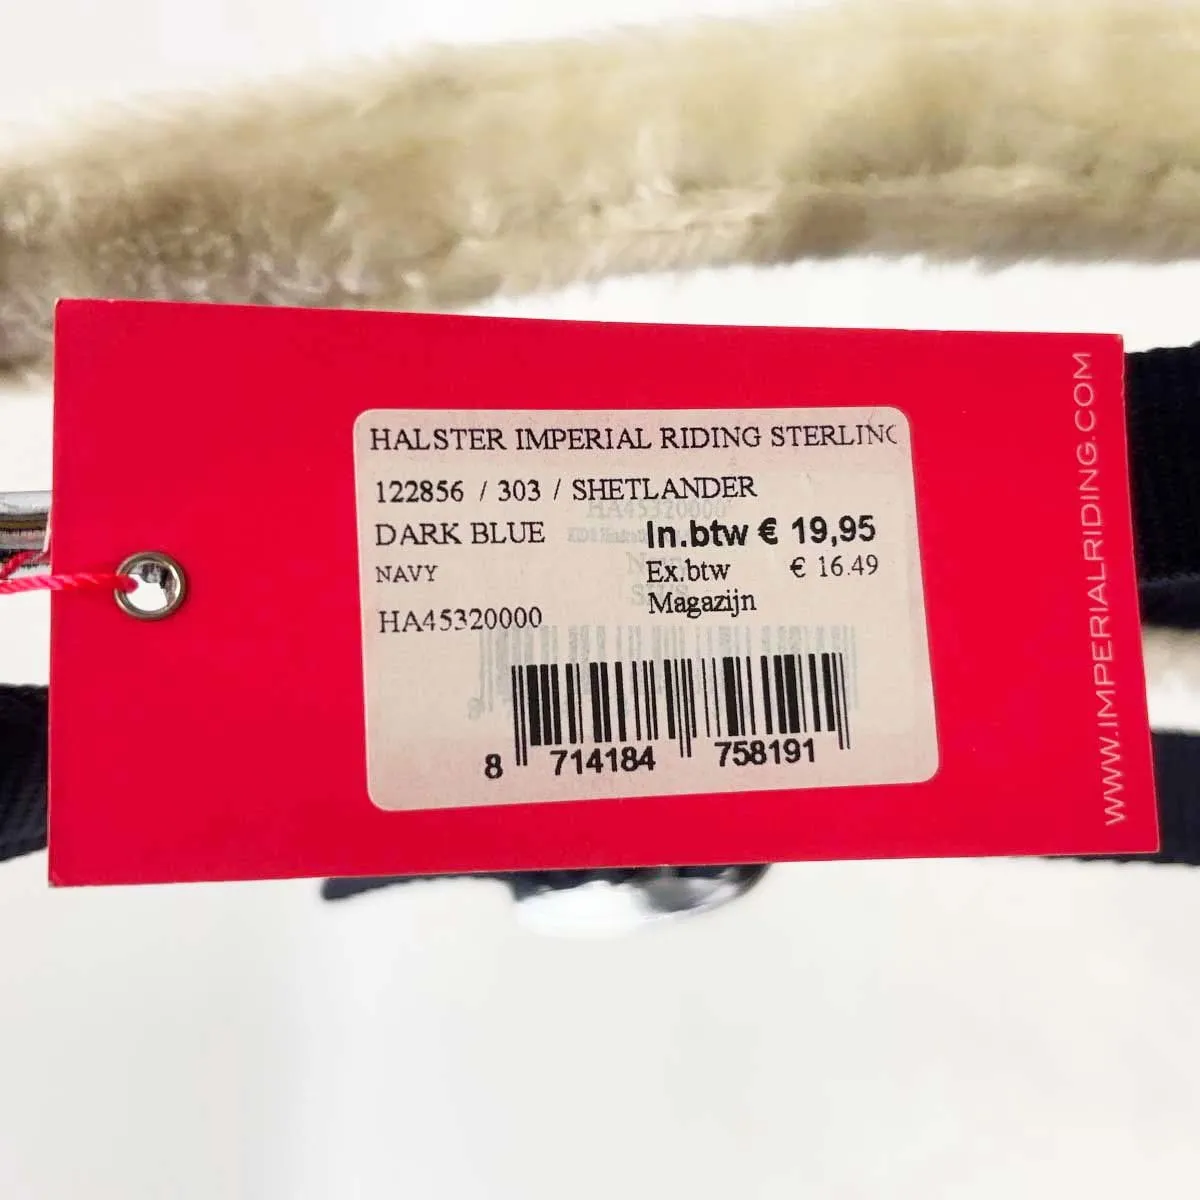 HALSTER IMPERIAL RIDING STERLING
122856 / 303 / SHETLANDER
DARK BLUE
In.btw € 19,95
NAVY
Ex.btw € 16.49
HA45320000
Magazijn
8 714184 758191
WWW.IMPERIALRIDING.COM
HA45320000